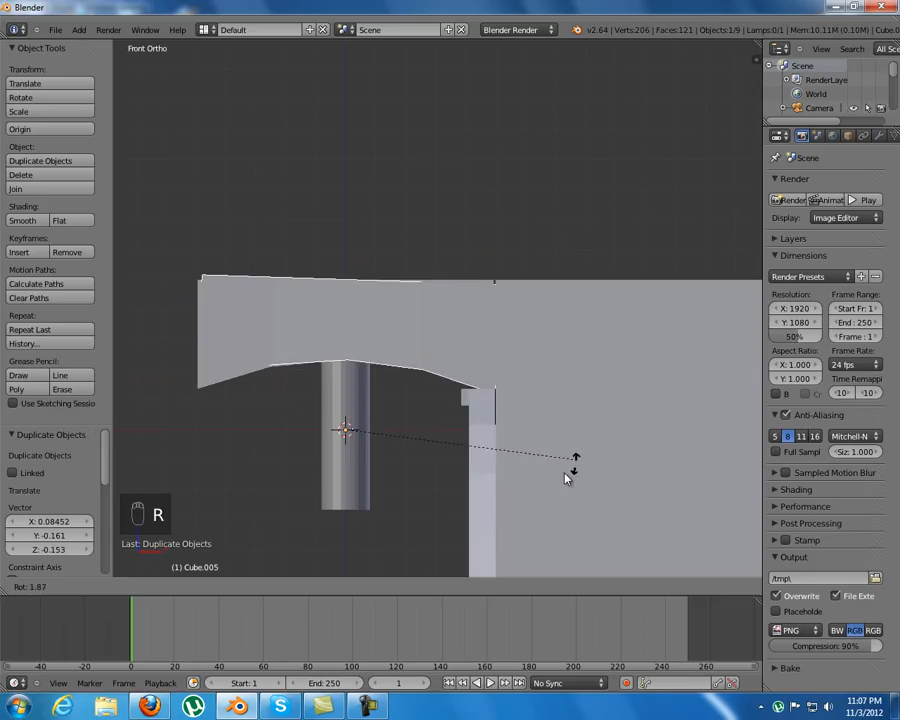 Blender
File Add Render Window Help Default Scene Blender Render v2.64 | Verts:206 | Faces:121 | Objects:1/9 | Lamps:0/1 | Mem:10.11M (0.10M) | Cube.0
Object Tools
Transform:
Translate
Rotate
Scale
Origin
Object:
Duplicate Objects
Delete
Join
Shading:
Smooth Flat
Keyframes:
Insert Remove
Motion Paths:
Calculate Paths
Clear Paths
Repeat:
Repeat Last
History...
Grease Pencil:
Draw Line
Poly Erase
Use Sketching Sessio
Duplicate Objects
Duplicate Objects
Linked
Translate
Vector
X: 0.08452
Y: -0.161
Z: -0.153
Constraint Axis
Front Ortho
R
Last: Duplicate Objects
(1) Cube.005
Rot: 1.87
View Search All Sce
Scene
RenderLaye
World
Camera
Scene
Render
Render Animat Play
Display: Image Editor
Layers
Dimensions
Render Presets
Resolution: Frame Range:
X: 1920 Start Fr: 1
Y: 1080 End : 250
50% Frame : 1
Aspect Ratio: Frame Rate:
X: 1.000 24 fps
Y: 1.000 Time Remappi
B Cr 10 10
Anti-Aliasing
5 8 11 16 Mitchell-N
Full Sampl Siz: 1.000
Sampled Motion Blur
Shading
Performance
Post Processing
Stamp
Output
/tmp\
Overwrite File Exte
Placeholde
PNG BW RGB RGB
Compression: 90%
Bake
-40 -20 0 20 40 60 80 100 120 140 160 180 200 220 240 260
View Marker Frame Playback Start: 1 End: 250 1 No Sync
11:07 PM
11/3/2012